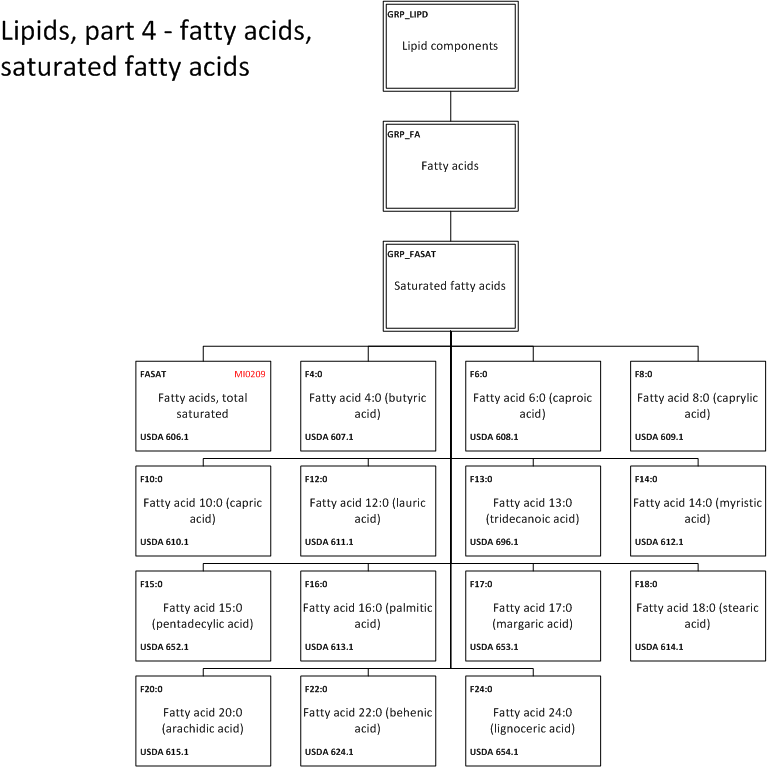 Lipids, part 4 - fatty acids,
saturated fatty acids
GRP_LIPD
Lipid components
GRP_FA
Fatty acids
GRP_FASAT
Saturated fatty acids
FASAT MI0209
Fatty acids, total
saturated
USDA 606.1
F4:0
Fatty acid 4:0 (butyric
acid)
USDA 607.1
F6:0
Fatty acid 6:0 (caproic
acid)
USDA 608.1
F8:0
Fatty acid 8:0 (caprylic
acid)
USDA 609.1
F10:0
Fatty acid 10:0 (capric
acid)
USDA 610.1
F12:0
Fatty acid 12:0 (lauric
acid)
USDA 611.1
F13:0
Fatty acid 13:0
(tridecanoic acid)
USDA 696.1
F14:0
Fatty acid 14:0 (myristic
acid)
USDA 612.1
F15:0
Fatty acid 15:0
(pentadecylic acid)
USDA 652.1
F16:0
Fatty acid 16:0 (palmitic
acid)
USDA 613.1
F17:0
Fatty acid 17:0
(margaric acid)
USDA 653.1
F18:0
Fatty acid 18:0 (stearic
acid)
USDA 614.1
F20:0
Fatty acid 20:0
(arachidic acid)
USDA 615.1
F22:0
Fatty acid 22:0 (behenic
acid)
USDA 624.1
F24:0
Fatty acid 24:0
(lignoceric acid)
USDA 654.1